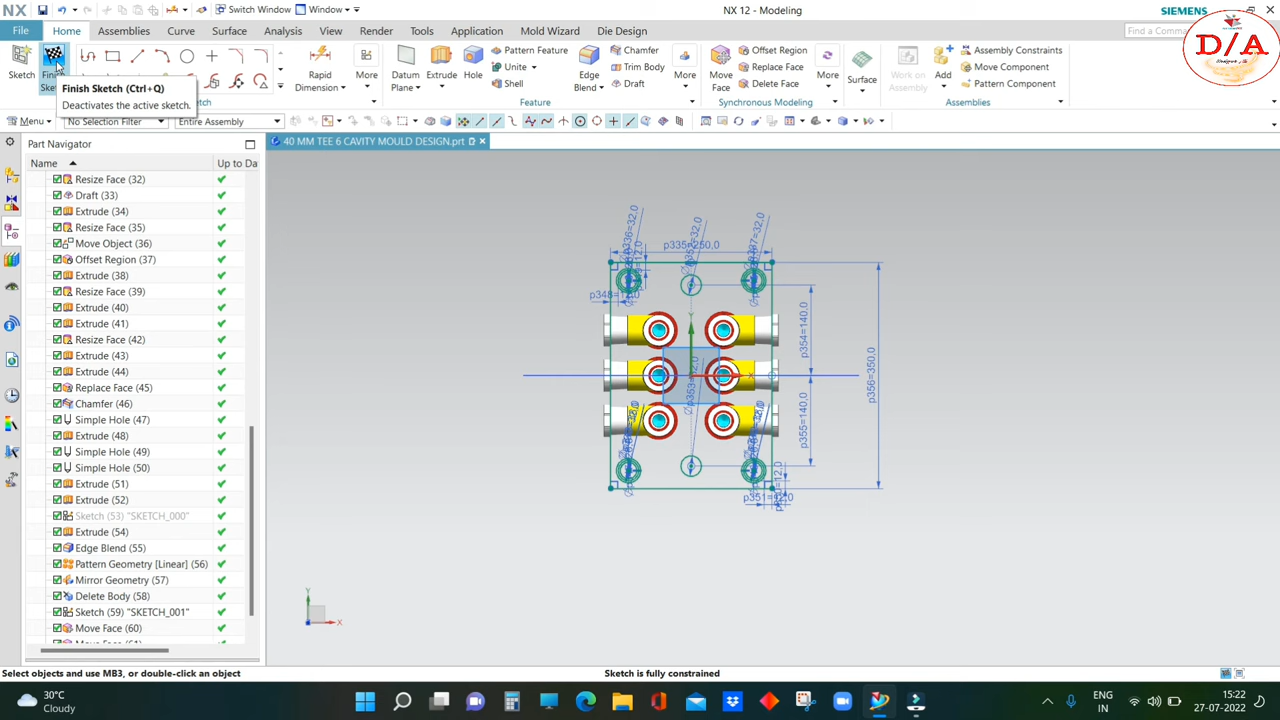 NX
Switch Window
Window
NX 12 - Modeling
SIEMENS
File
Home
Assemblies
Curve
Surface
Analysis
View
Render
Tools
Application
Mold Wizard
Die Design
Find a Comma
D/A
Sketch
Rapid
Dimension
More
Datum
Plane
Extrude
Hole
Pattern Feature
Unite
Shell
Edge
Blend
Chamfer
Trim Body
Draft
More
Move
Face
Offset Region
Replace Face
Delete Face
More
Surface
Work on
Assembly
Add
Assembly Constraints
Move Component
Pattern Component
Finish Sketch (Ctrl+Q)
Deactivates the active sketch.
Feature
Synchronous Modeling
Assemblies
Menu
No Selection Filter
Entire Assembly
Part Navigator
40 MM TEE 6 CAVITY MOULD DESIGN.prt
Name
Up to Da
Resize Face (32)
Draft (33)
Extrude (34)
Resize Face (35)
Move Object (36)
Offset Region (37)
Extrude (38)
Resize Face (39)
Extrude (40)
Extrude (41)
Resize Face (42)
Extrude (43)
Extrude (44)
Replace Face (45)
Chamfer (46)
Simple Hole (47)
Extrude (48)
Simple Hole (49)
Simple Hole (50)
Extrude (51)
Extrude (52)
Sketch (53) "SKETCH_000"
Extrude (54)
Edge Blend (55)
Pattern Geometry [Linear] (56)
Mirror Geometry (57)
Delete Body (58)
Sketch (59) "SKETCH_001"
Move Face (60)
p335=250,0
p354=140,0
p356=350,0
p355=140,0
p351=12,0
Y
X
Select objects and use MB3, or double-click an object
Sketch is fully constrained
30°C
Cloudy
ENG
IN
15:22
27-07-2022